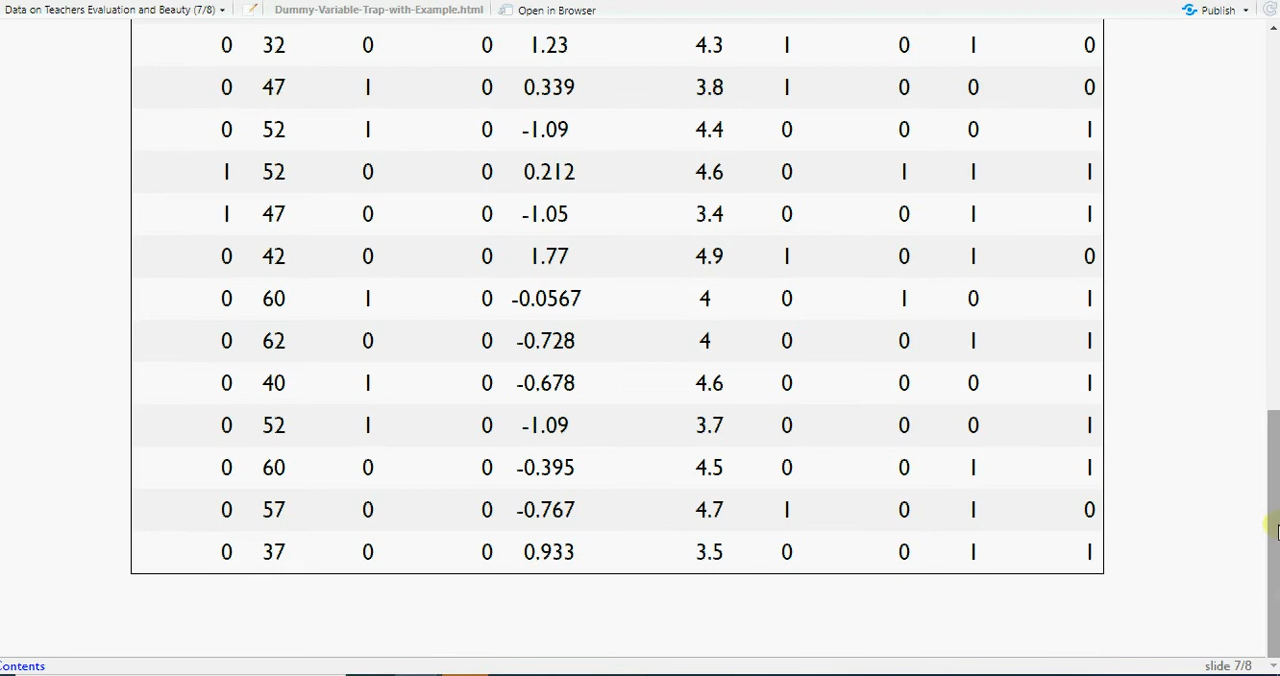 Data on Teachers Evaluation and Beauty (7/8) Dummy-Variable-Trap-with-Example.html Open in Browser Publish
0 32 0 0 1.23 4.3 1 0 1 0
0 47 1 0 0.339 3.8 1 0 0 0
0 52 1 0 -1.09 4.4 0 0 0 1
1 52 0 0 0.212 4.6 0 1 1 1
1 47 0 0 -1.05 3.4 0 0 1 1
0 42 0 0 1.77 4.9 1 0 1 0
0 60 1 0 -0.0567 4 0 1 0 1
0 62 0 0 -0.728 4 0 0 1 1
0 40 1 0 -0.678 4.6 0 0 0 1
0 52 1 0 -1.09 3.7 0 0 0 1
0 60 0 0 -0.395 4.5 0 0 1 1
0 57 0 0 -0.767 4.7 1 0 1 0
0 37 0 0 0.933 3.5 0 0 1 1
Contents slide 7/8